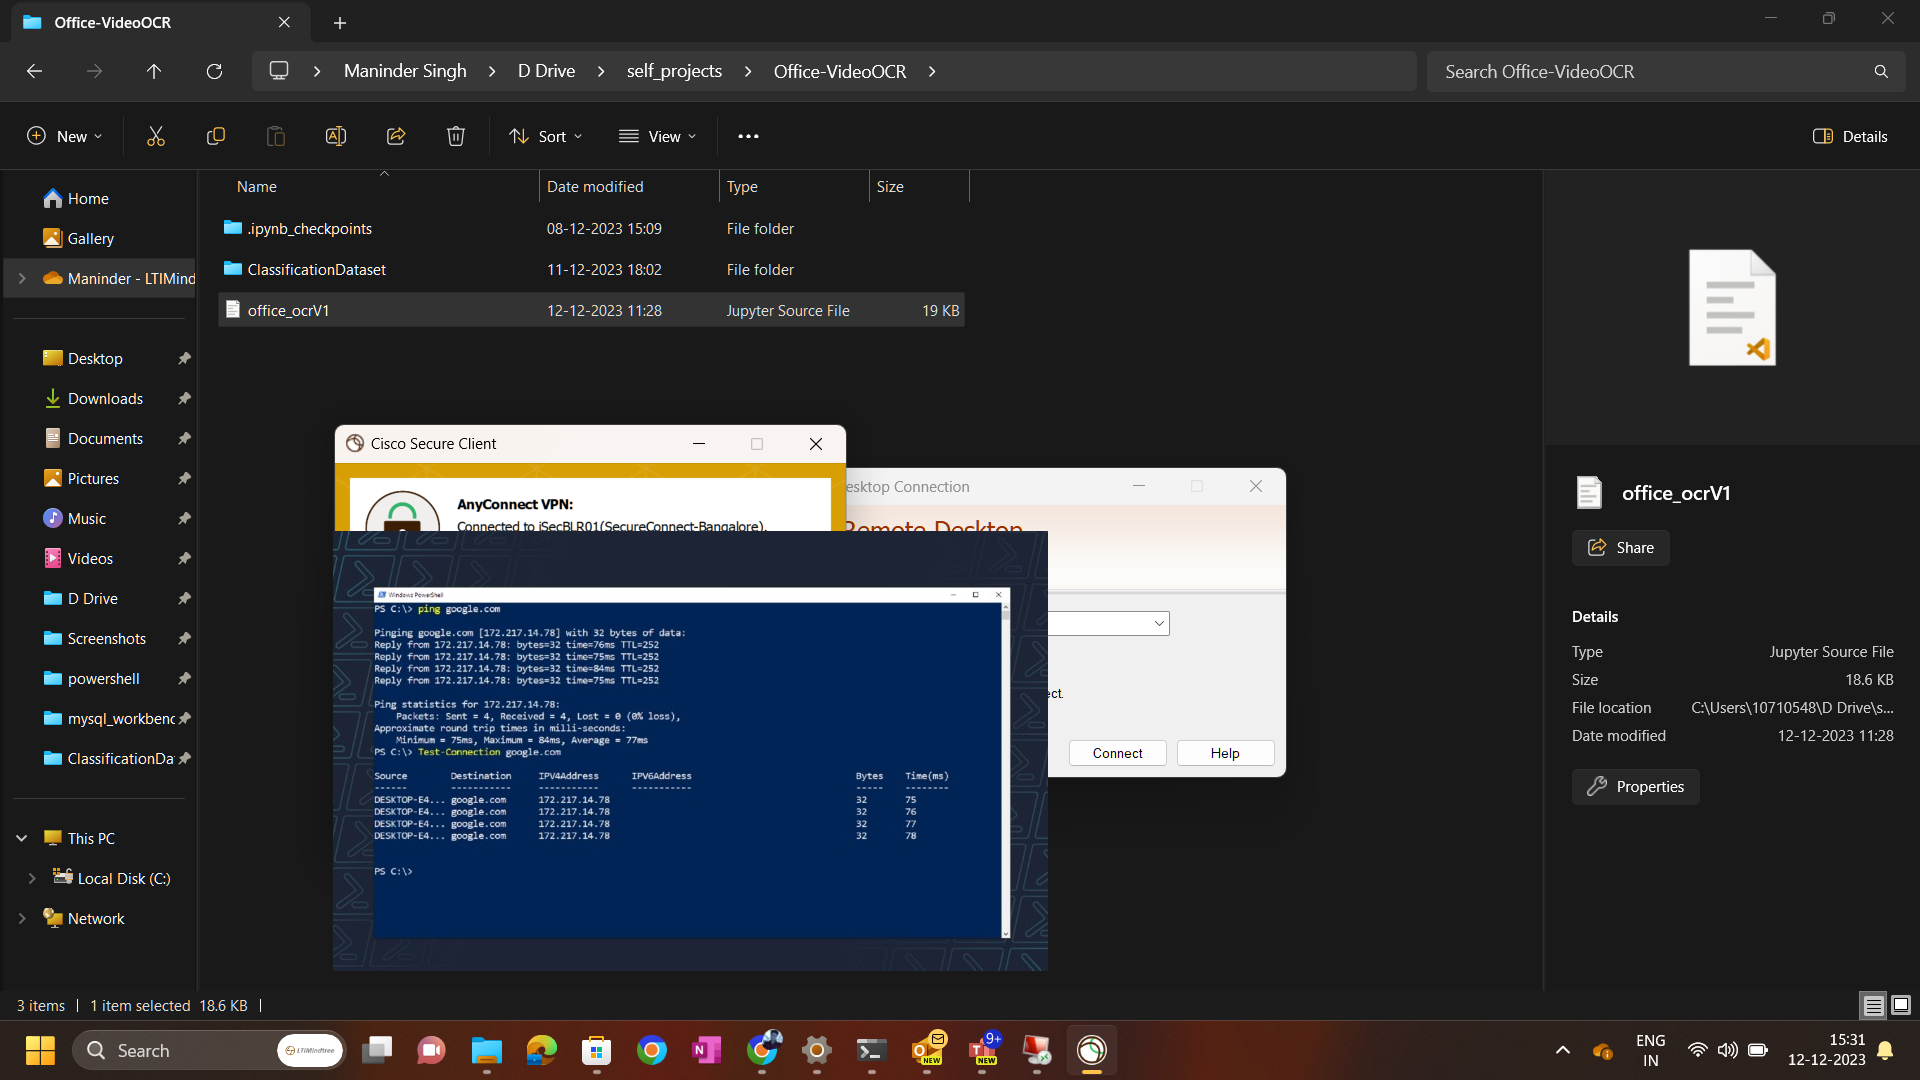 Office-VideoOCR
Maninder Singh > D Drive > self_projects > Office-VideoOCR >
Search Office-VideoOCR
New
Sort
View
Details
Name Date modified Type Size
Home
Gallery
Maninder - LTIMind
Desktop
Downloads
Documents
Pictures
Music
Videos
D Drive
Screenshots
powershell
mysql_workbenc
ClassificationDa
This PC
Local Disk (C:)
Network
.ipynb_checkpoints 08-12-2023 15:09 File folder
ClassificationDataset 11-12-2023 18:02 File folder
office_ocrV1 12-12-2023 11:28 Jupyter Source File 19 KB
Cisco Secure Client
AnyConnect VPN:
Connected to iSecBLR01(SecureConnect-Bangalore).
esktop Connection
Remote Desktop
ect.
Connect Help
Windows PowerShell
PS C:\> ping google.com
Pinging google.com [172.217.14.78] with 32 bytes of data:
Reply from 172.217.14.78: bytes=32 time=76ms TTL=252
Reply from 172.217.14.78: bytes=32 time=75ms TTL=252
Reply from 172.217.14.78: bytes=32 time=84ms TTL=252
Reply from 172.217.14.78: bytes=32 time=75ms TTL=252
Ping statistics for 172.217.14.78:
Packets: Sent = 4, Received = 4, Lost = 0 (0% loss),
Approximate round trip times in milli-seconds:
Minimum = 75ms, Maximum = 84ms, Average = 77ms
PS C:\> Test-Connection google.com
Source Destination IPV4Address IPV6Address Bytes Time(ms)
------ ----------- ----------- ----------- ----- --------
DESKTOP-E4... google.com 172.217.14.78 32 75
DESKTOP-E4... google.com 172.217.14.78 32 76
DESKTOP-E4... google.com 172.217.14.78 32 77
DESKTOP-E4... google.com 172.217.14.78 32 78
PS C:\>
office_ocrV1
Share
Details
Type Jupyter Source File
Size 18.6 KB
File location C:\Users\10710548\D Drive\s...
Date modified 12-12-2023 11:28
Properties
3 items | 1 item selected 18.6 KB |
Search
LTIMindtree
NEW
9+
NEW
ENG
IN
15:31
12-12-2023